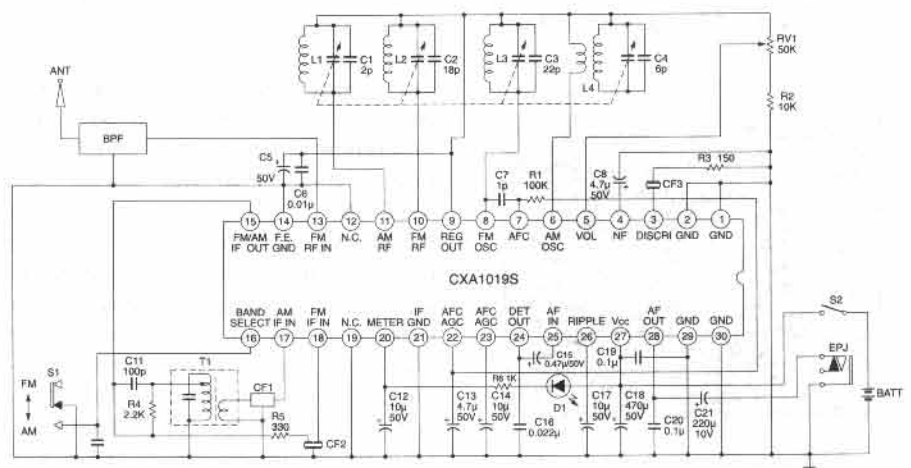 L1
C1
2p
L2
C2
18p
L3
C3
22p
L4
C4
6p
RV1
50K
R2
10K
ANT
BPF
C5
50V
C6
0.01μ
C7
1p
R1
100K
C8
4.7μ
50V
R3 150
CF3
15 14 13 12 11 10 9 8 7 6 5 4 3 2 1
FM/AM
IF OUT
F.E.
GND
FM
RF IN
N.C.
AM
RF
FM
RF
REG
OUT
FM
OSC
AFC
AM
OSC
VOL
NF
DISCRI
GND
GND
CXA1019S
BAND
SELECT
AM
IF IN
FM
IF IN
N.C.
METER
IF
GND
AFC
AGC
AFC
AGC
DET
OUT
AF
IN
RIPPLE
Vcc
AF
OUT
GND
GND
16 17 18 19 20 21 22 23 24 25 26 27 28 29 30
S2
EPJ
BATT
S1
FM
AM
C11
100p
R4
2.2K
T1
CF1
R5
330
CF2
C12
10μ
50V
C13
4.7μ
50V
C14
10μ
50V
C15
0.47μ/50V
R6 1K
D1
C16
0.022μ
C17
10μ
50V
C18
470μ
50V
C19
0.1μ
C20
0.1μ
C21
220μ
10V